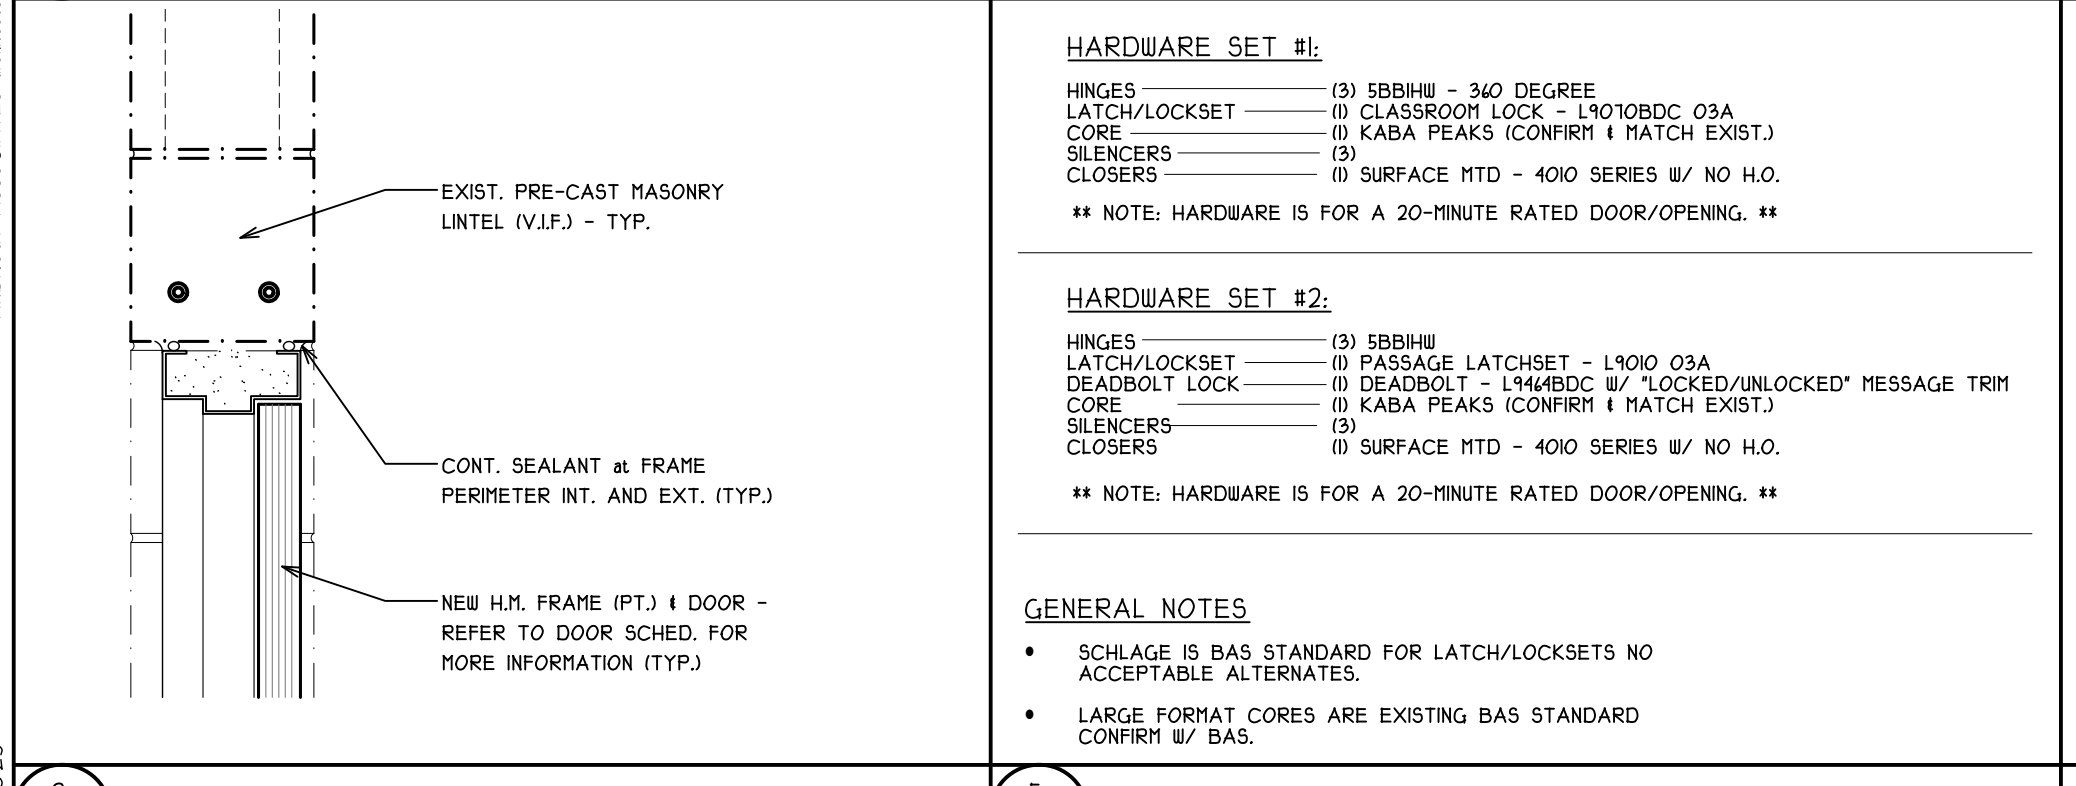 EXIST. PRE-CAST MASONRY
LINTEL (V.I.F.) - TYP.
CONT. SEALANT at FRAME
PERIMETER INT. AND EXT. (TYP.)
NEW H.M. FRAME (PT.) & DOOR -
REFER TO DOOR SCHED. FOR
MORE INFORMATION (TYP.)
HARDWARE SET #1:
HINGES (3) 5BB1HW - 360 DEGREE
LATCH/LOCKSET (1) CLASSROOM LOCK - L9070BDC 03A
CORE (1) KABA PEAKS (CONFIRM & MATCH EXIST.)
SILENCERS (3)
CLOSERS (1) SURFACE MTD - 4010 SERIES W/ NO H.O.
** NOTE: HARDWARE IS FOR A 20-MINUTE RATED DOOR/OPENING. **
HARDWARE SET #2:
HINGES (3) 5BB1HW
LATCH/LOCKSET (1) PASSAGE LATCHSET - L9010 03A
DEADBOLT LOCK (1) DEADBOLT - L9464BDC W/ "LOCKED/UNLOCKED" MESSAGE TRIM
CORE (1) KABA PEAKS (CONFIRM & MATCH EXIST.)
SILENCERS (3)
CLOSERS (1) SURFACE MTD - 4010 SERIES W/ NO H.O.
** NOTE: HARDWARE IS FOR A 20-MINUTE RATED DOOR/OPENING. **
GENERAL NOTES
• SCHLAGE IS BAS STANDARD FOR LATCH/LOCKSETS NO
ACCEPTABLE ALTERNATES.
• LARGE FORMAT CORES ARE EXISTING BAS STANDARD
CONFIRM W/ BAS.